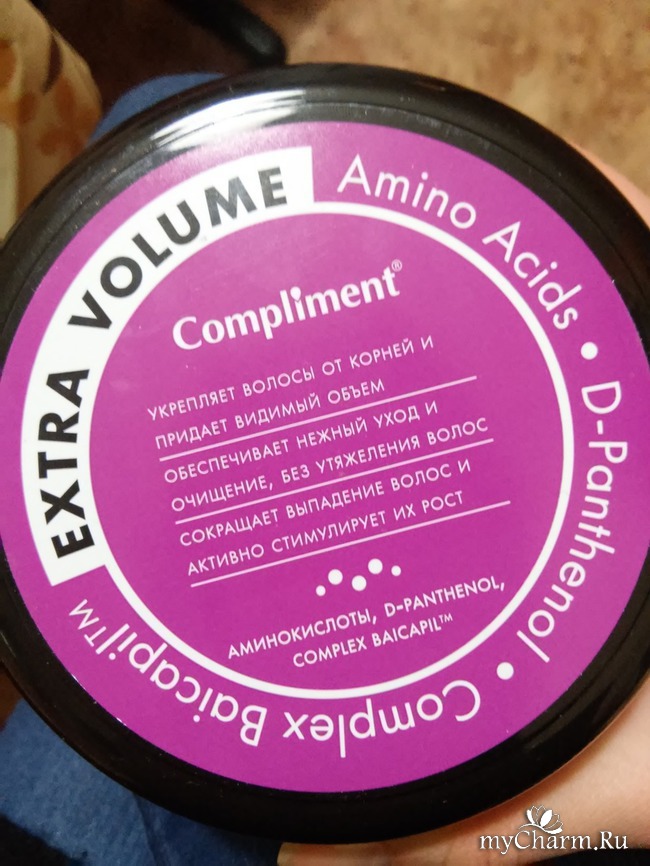 EXTRA VOLUME
Amino Acids • D-Panthenol • Complex Baicapil™
Compliment®
УКРЕПЛЯЕТ ВОЛОСЫ ОТ КОРНЕЙ И
ПРИДАЕТ ВИДИМЫЙ ОБЪЕМ
ОБЕСПЕЧИВАЕТ НЕЖНЫЙ УХОД И
ОЧИЩЕНИЕ, БЕЗ УТЯЖЕЛЕНИЯ ВОЛОС
СОКРАЩАЕТ ВЫПАДЕНИЕ ВОЛОС И
АКТИВНО СТИМУЛИРУЕТ ИХ РОСТ
АМИНОКИСЛОТЫ, D-PANTHENOL,
COMPLEX BAICAPIL™
myCharm.Ru